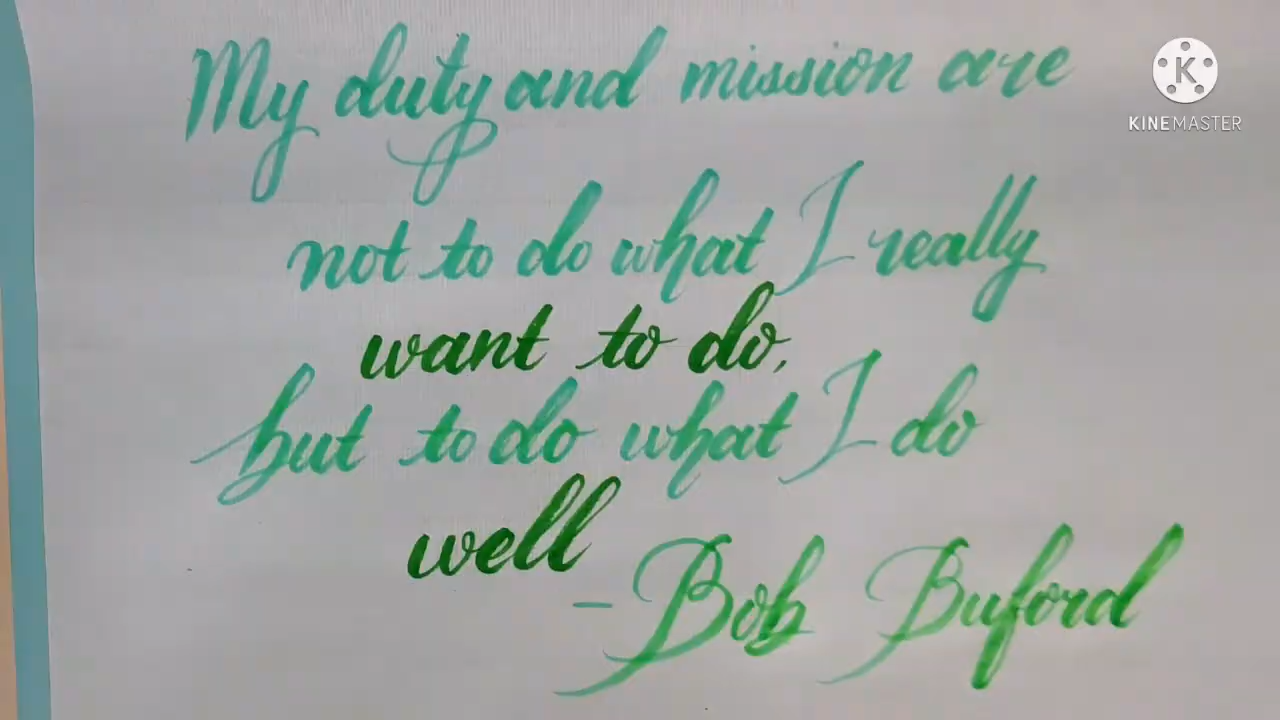 My duty and mission are
K
KINEMASTER
not to do what I really
want to do,
but to do what I do
well
- Bob Buford